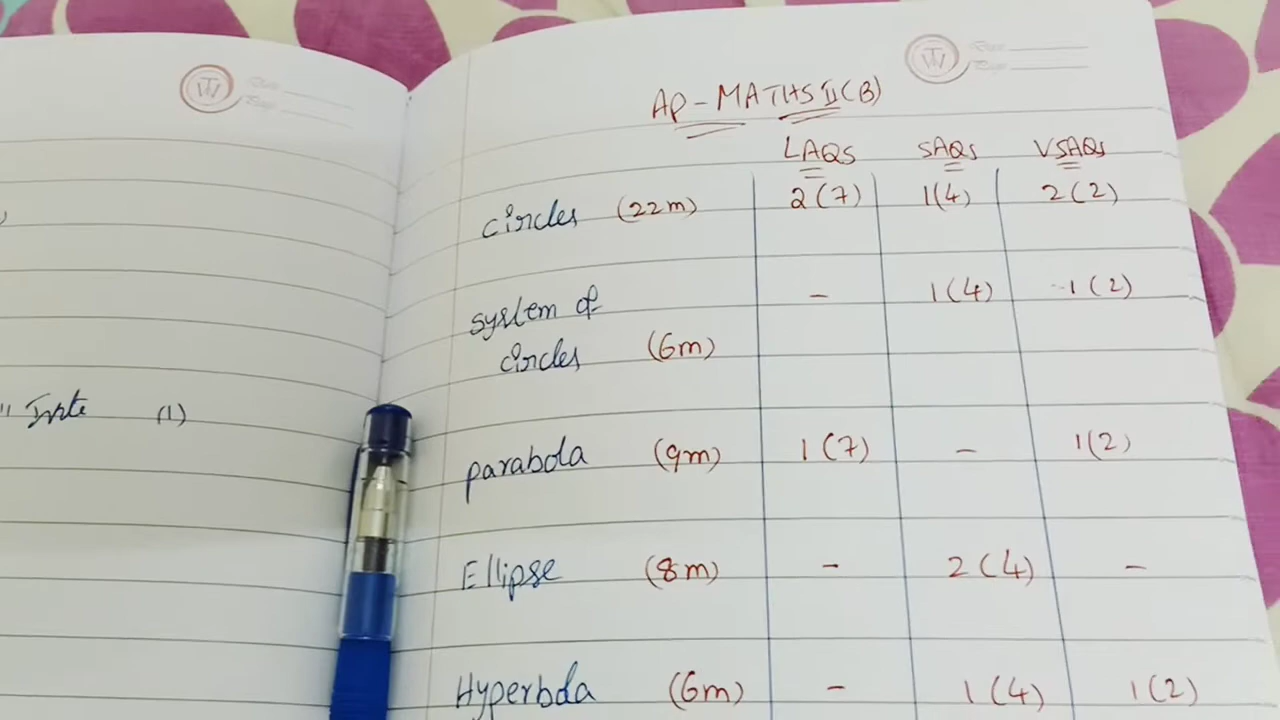 Inte (1)
AP-MATHS II(B)
LAQS SAQS VSAQS
circles (22m) 2(7) 1(4) 2(2)
system of - 1(4) 1(2)
circles (6m)
parabola (9m) 1(7) - 1(2)
Ellipse (8m) - 2(4) -
Hyperbola (6m) - 1(4) 1(2)